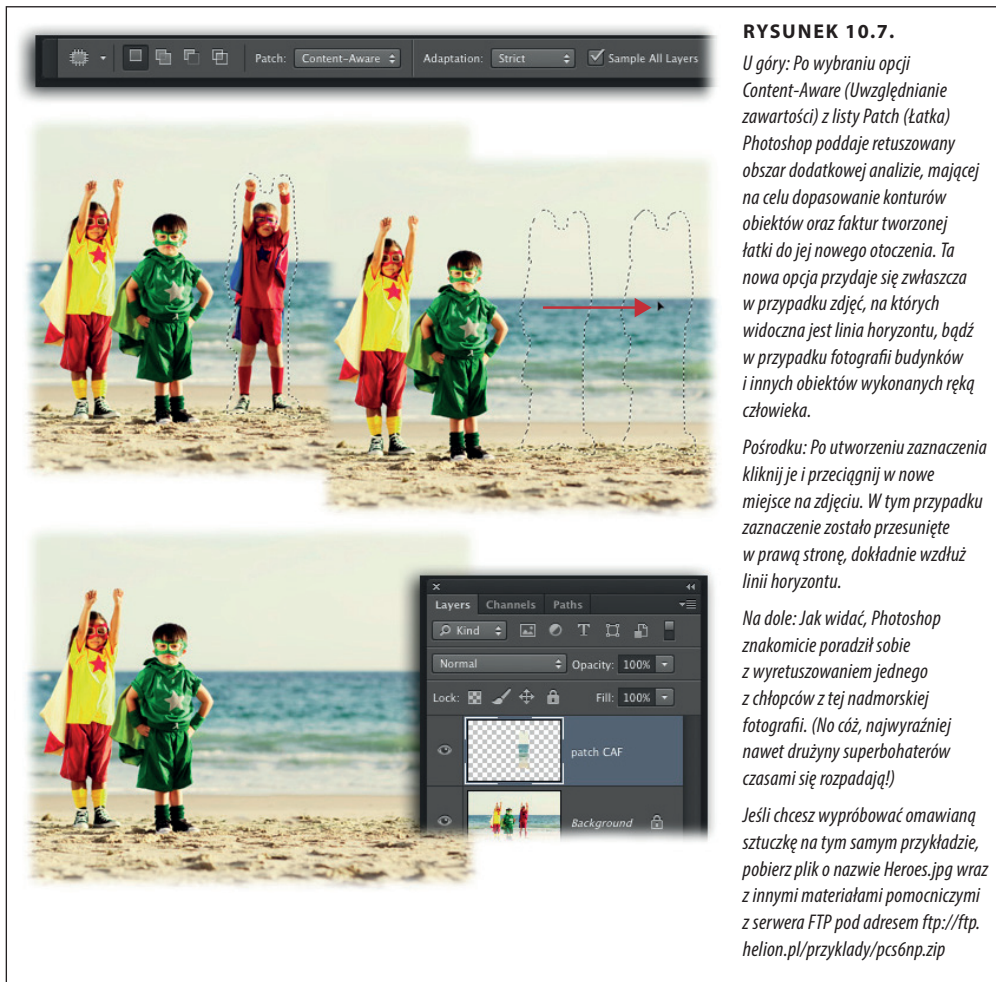 Patch: Content-Aware Adaptation: Strict Sample All Layers
Layers Channels Paths
Kind
Normal Opacity: 100%
Lock: Fill: 100%
patch CAF
Background
RYSUNEK 10.7.
U góry: Po wybraniu opcji
Content-Aware (Uwzględnianie
zawartości) z listy Patch (Łatka)
Photoshop poddaje retuszowany
obszar dodatkowej analizie, mającej
na celu dopasowanie konturów
obiektów oraz faktur tworzonej
łatki do jej nowego otoczenia. Ta
nowa opcja przydaje się zwłaszcza
w przypadku zdjęć, na których
widoczna jest linia horyzontu, bądź
w przypadku fotografii budynków
i innych obiektów wykonanych ręką
człowieka.
Pośrodku: Po utworzeniu zaznaczenia
kliknij je i przeciągnij w nowe
miejsce na zdjęciu. W tym przypadku
zaznaczenie zostało przesunięte
w prawą stronę, dokładnie wzdłuż
linii horyzontu.
Na dole: Jak widać, Photoshop
znakomicie poradził sobie
z wyretuszowaniem jednego
z chłopców z tej nadmorskiej
fotografii. (No cóż, najwyraźniej
nawet drużyny superbohaterów
czasami się rozpadają!)
Jeśli chcesz wypróbować omawianą
sztuczkę na tym samym przykładzie,
pobierz plik o nazwie Heroes.jpg wraz
z innymi materiałami pomocniczymi
z serwera FTP pod adresem ftp://ftp.
helion.pl/przyklady/pcs6np.zip